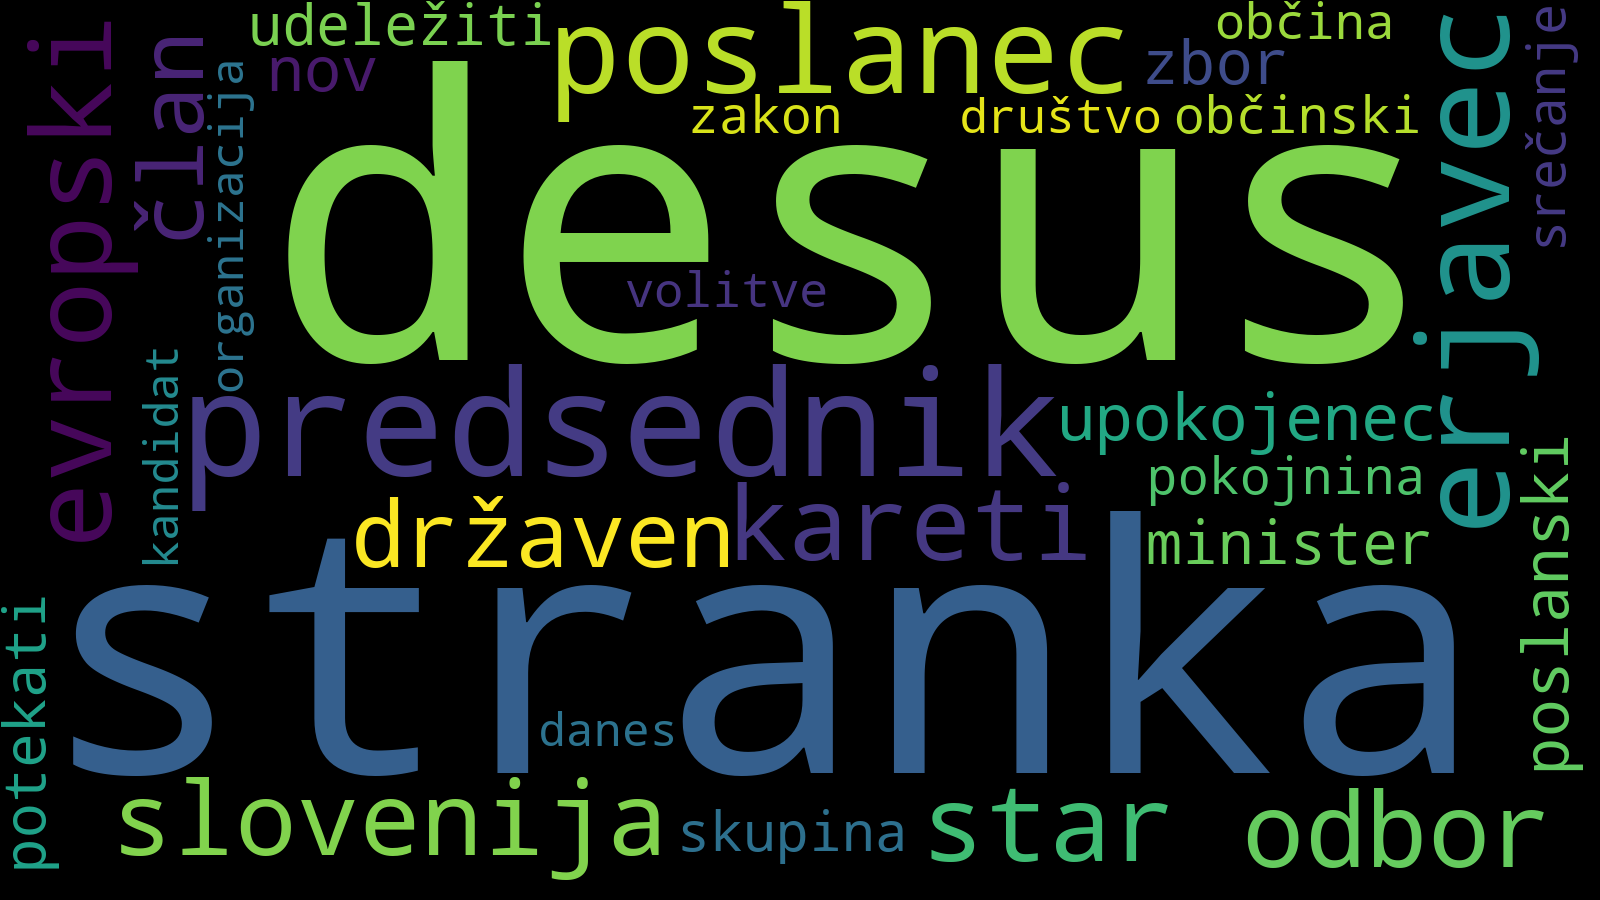 udeležiti
poslanec
občina
nov
zbor
evropski
član
organizacija
zakon
društvo
občinski
erjavec
srečanje
desus
volitve
kandidat
predsednik
upokojenec
pokojnina
državen
kareti
minister
poslanski
stranka
danes
potekati
slovenija
skupina
star
odbor